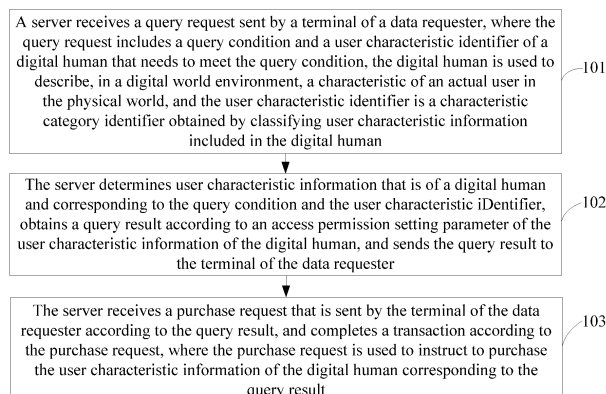 A server receives a query request sent by a terminal of a data requester, where the
query request includes a query condition and a user characteristic identifier of a
digital human that needs to meet the query condition, the digital human is used to
describe, in a digital world environment, a characteristic of an actual user in
the physical world, and the user characteristic identifier is a characteristic
category identifier obtained by classifying user characteristic information
included in the digital human
101
The server determines user characteristic information that is of a digital human
and corresponding to the query condition and the user characteristic iDentifier,
obtains a query result according to an access permission setting parameter of the
user characteristic information of the digital human, and sends the query result to
the terminal of the data requester
102
The server receives a purchase request that is sent by the terminal of the data
requester according to the query result, and completes a transaction according to
the purchase request, where the purchase request is used to instruct to purchase
the user characteristic information of the digital human corresponding to the
query result
103